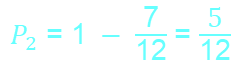 P₂ = 1 − 7/12 = 5/12